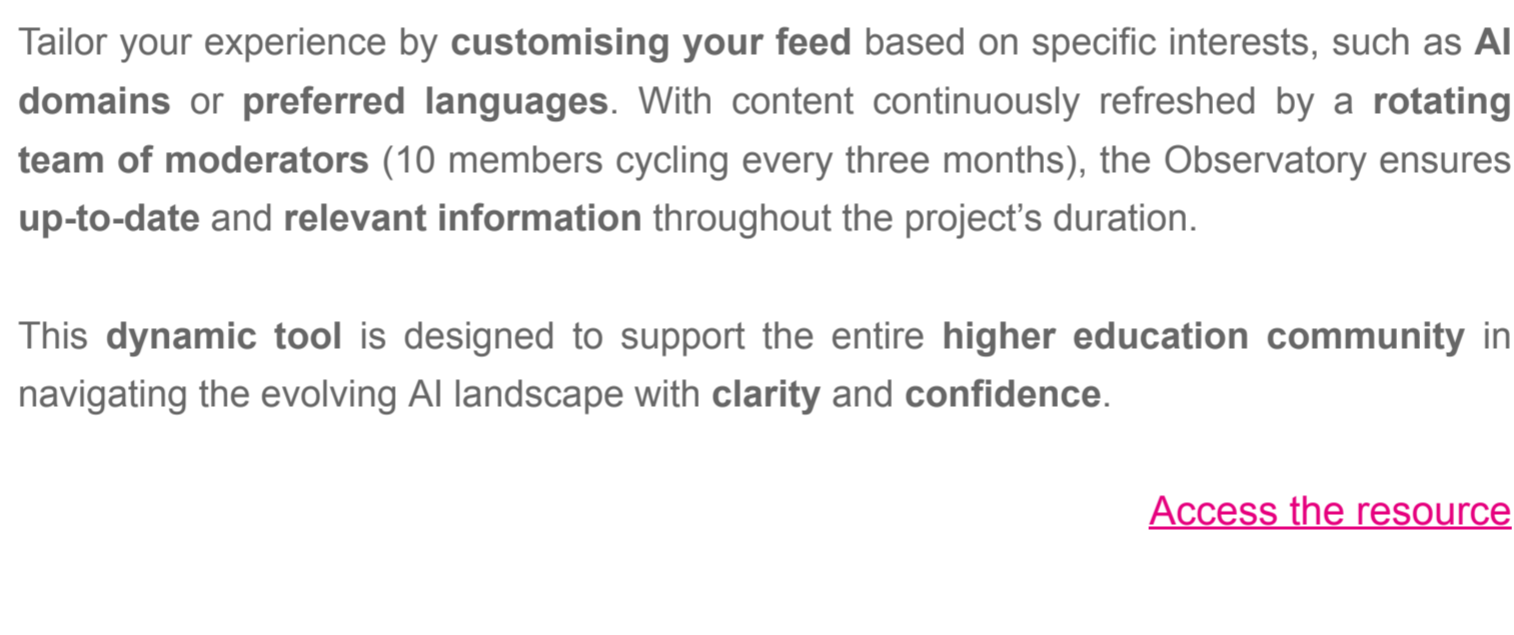 Tailor your experience by customising your feed based on specific interests, such as AI
domains or preferred languages. With content continuously refreshed by a rotating
team of moderators (10 members cycling every three months), the Observatory ensures
up-to-date and relevant information throughout the project’s duration.
This dynamic tool is designed to support the entire higher education community in
navigating the evolving AI landscape with clarity and confidence.
Access the resource